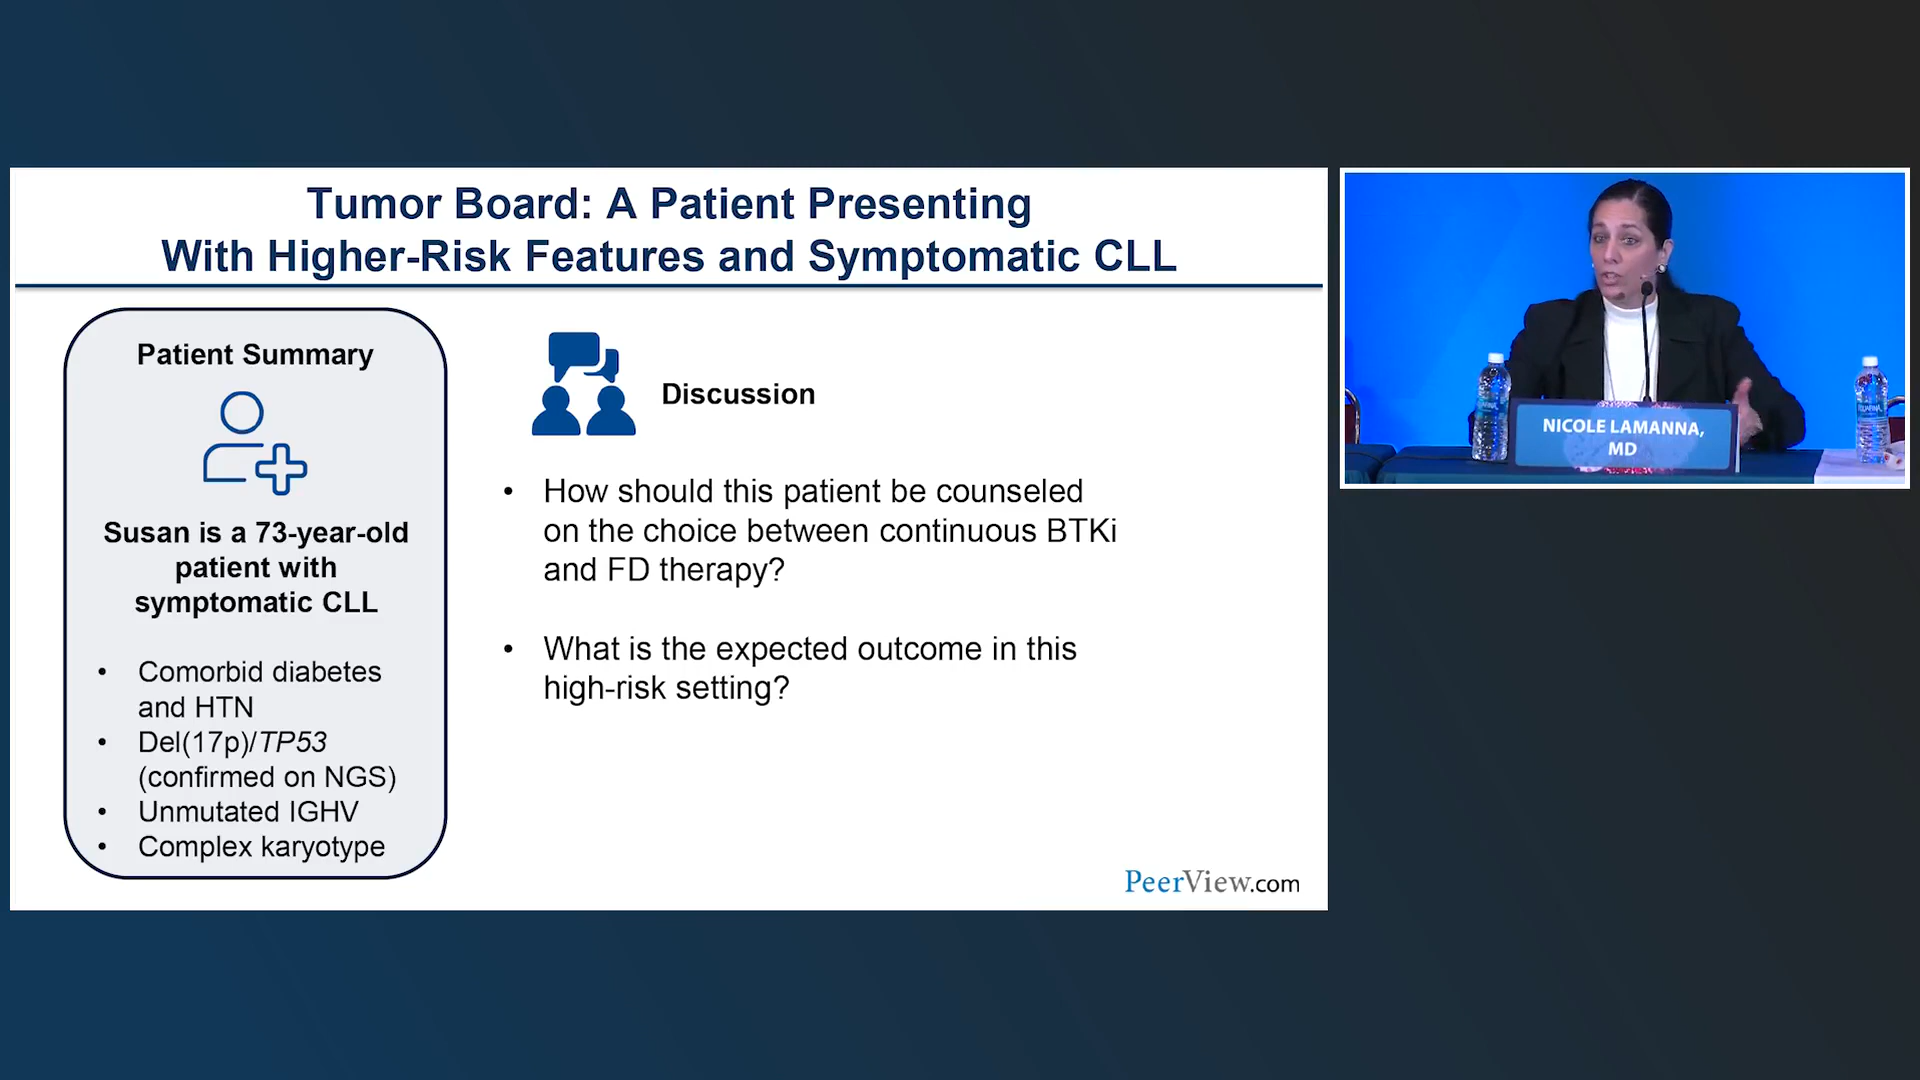 Tumor Board: A Patient Presenting
With Higher-Risk Features and Symptomatic CLL
Patient Summary
Susan is a 73-year-old
patient with
symptomatic CLL
• Comorbid diabetes
and HTN
• Del(17p)/TP53
(confirmed on NGS)
• Unmutated IGHV
• Complex karyotype
Discussion
• How should this patient be counseled
on the choice between continuous BTKi
and FD therapy?
• What is the expected outcome in this
high-risk setting?
PeerView.com
NICOLE LAMANNA,
MD